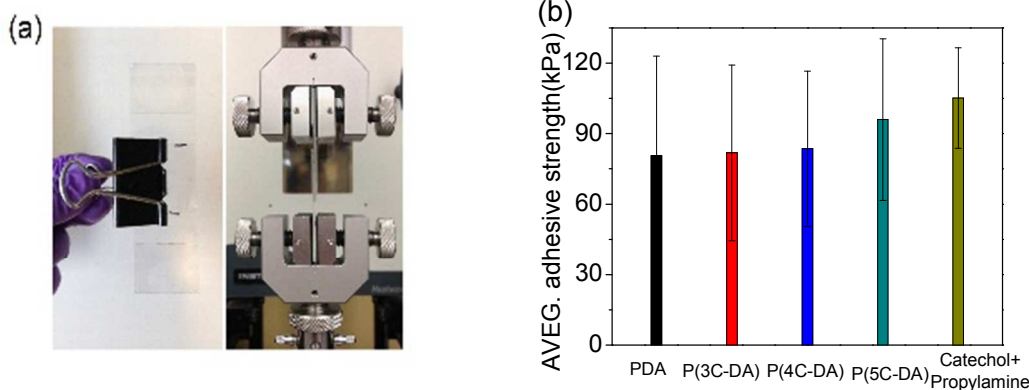 (a)
(b)
AVEG. adhesive strength(kPa)
120
90
60
30
0
PDA
P(3C-DA)
P(4C-DA)
P(5C-DA)
Catechol+
Propylamine